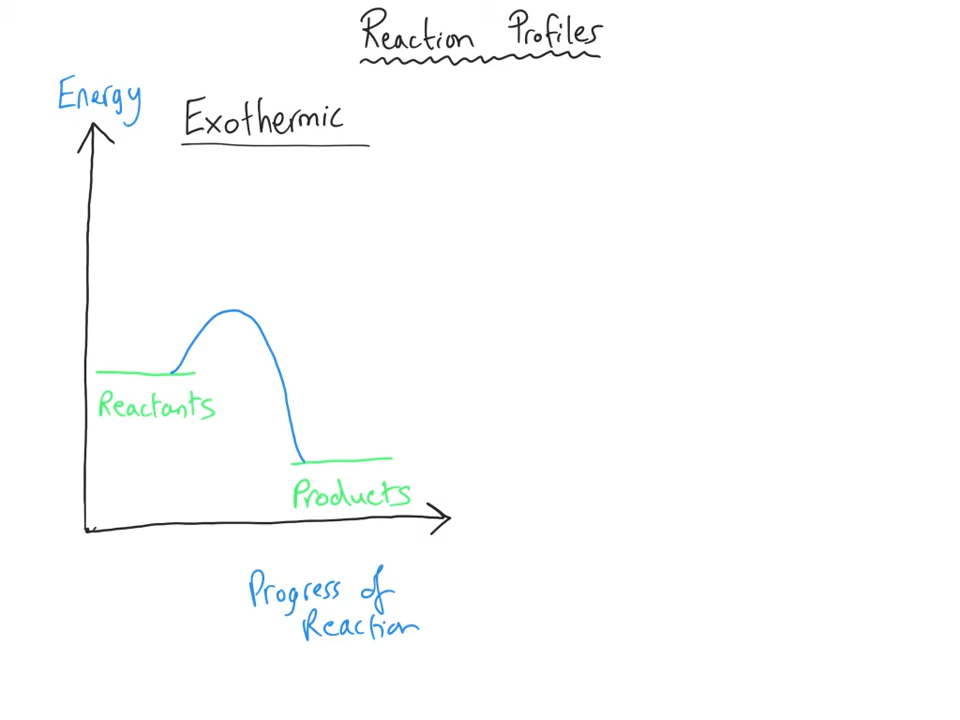 Reaction Profiles
Energy
Exothermic
Reactants
Products
Progress of
Reaction